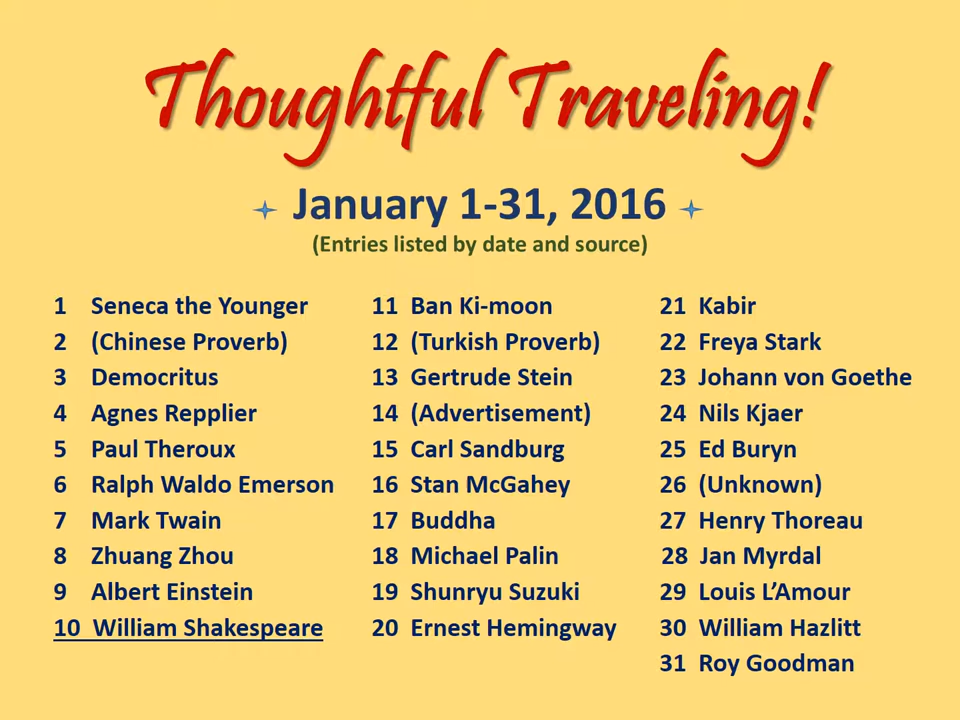 Thoughtful Traveling!
January 1-31, 2016
(Entries listed by date and source)
1 Seneca the Younger
2 (Chinese Proverb)
3 Democritus
4 Agnes Repplier
5 Paul Theroux
6 Ralph Waldo Emerson
7 Mark Twain
8 Zhuang Zhou
9 Albert Einstein
10 William Shakespeare
11 Ban Ki-moon
12 (Turkish Proverb)
13 Gertrude Stein
14 (Advertisement)
15 Carl Sandburg
16 Stan McGahey
17 Buddha
18 Michael Palin
19 Shunryu Suzuki
20 Ernest Hemingway
21 Kabir
22 Freya Stark
23 Johann von Goethe
24 Nils Kjaer
25 Ed Buryn
26 (Unknown)
27 Henry Thoreau
28 Jan Myrdal
29 Louis L’Amour
30 William Hazlitt
31 Roy Goodman